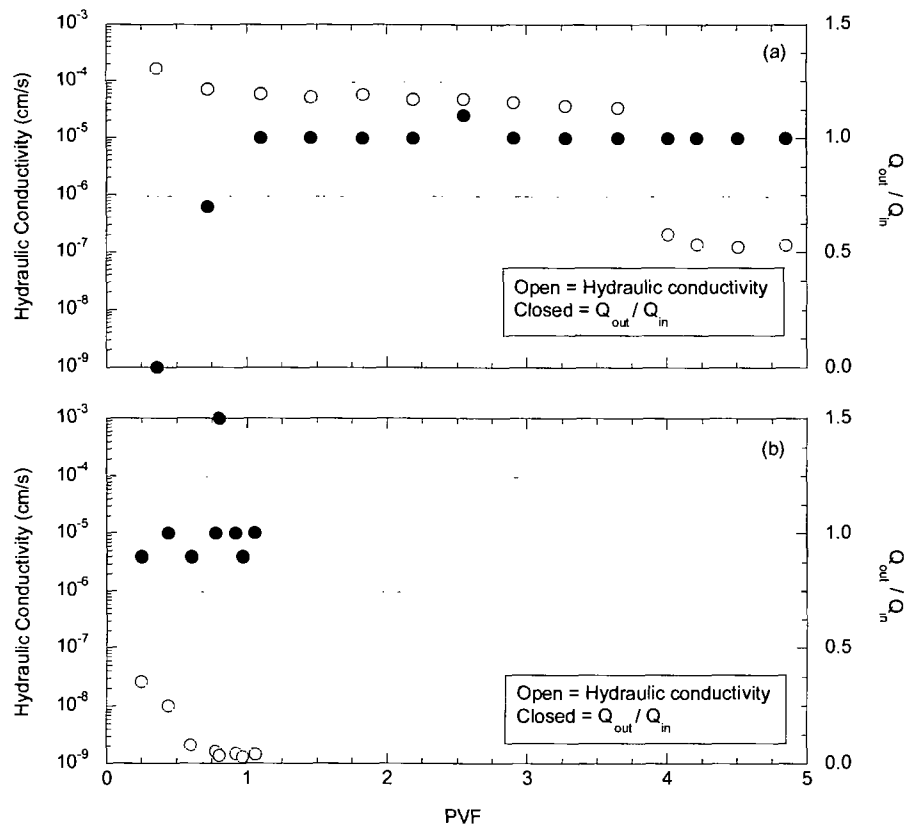 (a)
Hydraulic Conductivity (cm/s)
10⁻³
10⁻⁴
10⁻⁵
10⁻⁶
10⁻⁷
10⁻⁸
10⁻⁹
1.5
1.0
0.5
0.0
Q_out / Q_in
Open = Hydraulic conductivity
Closed = Q_out / Q_in
(b)
Hydraulic Conductivity (cm/s)
10⁻³
10⁻⁴
10⁻⁵
10⁻⁶
10⁻⁷
10⁻⁸
10⁻⁹
1.5
1.0
0.5
0.0
Q_out / Q_in
Open = Hydraulic conductivity
Closed = Q_out / Q_in
0 1 2 3 4 5
PVF